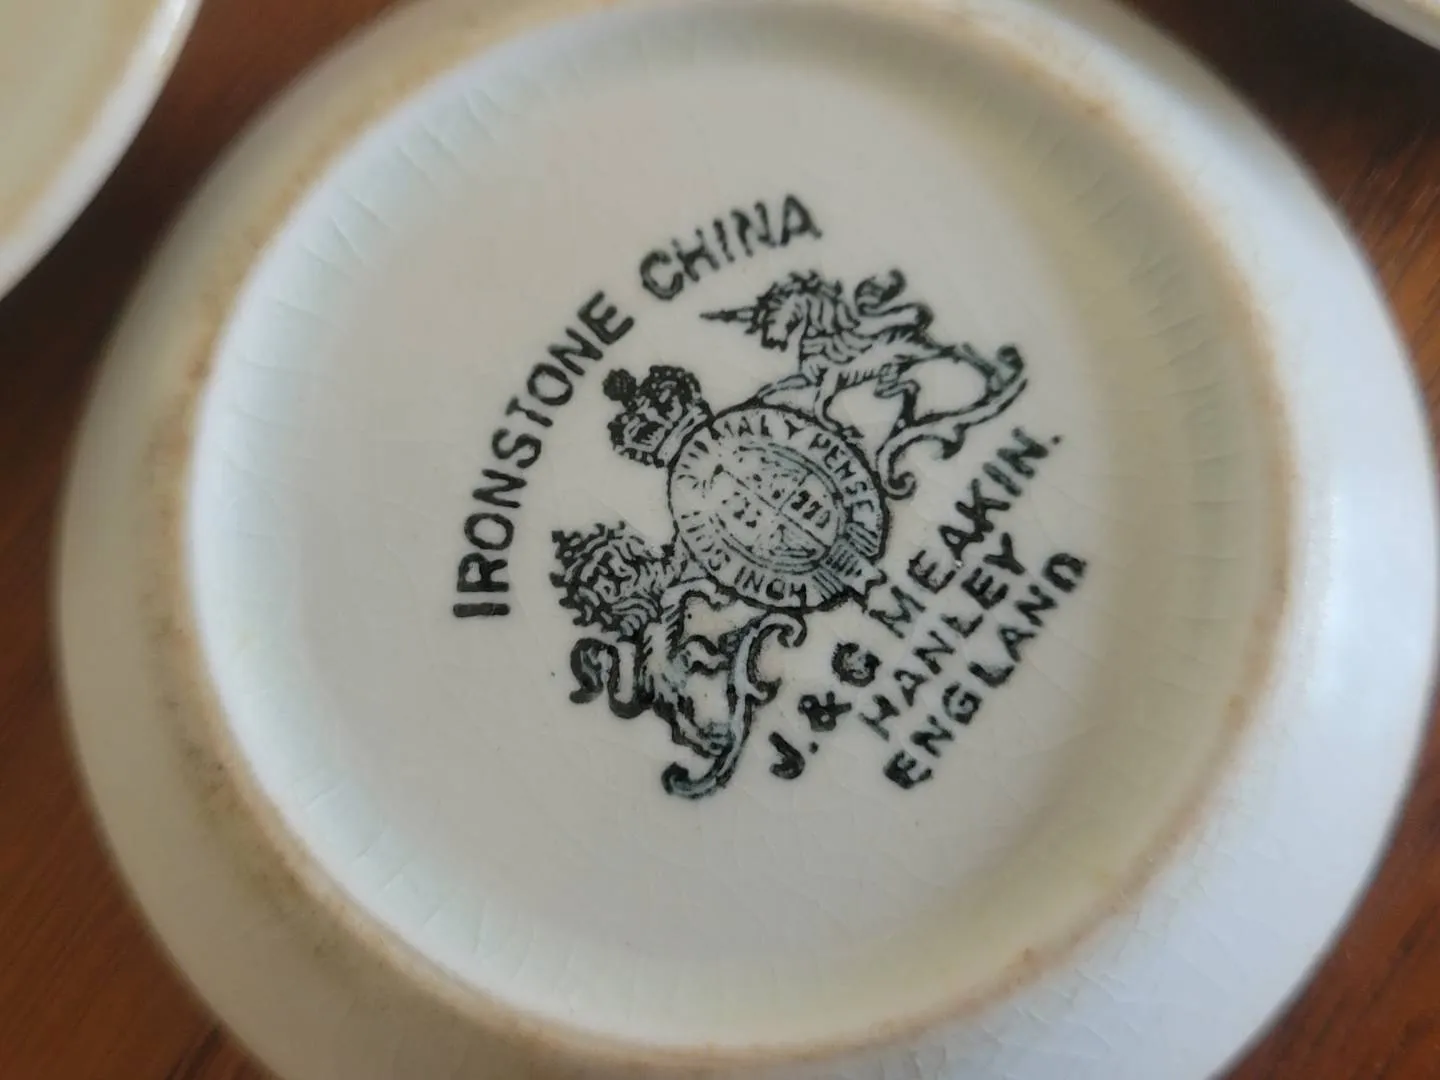 IRONSTONE CHINA
J. & G MEAKIN.
HANLEY
ENGLAND